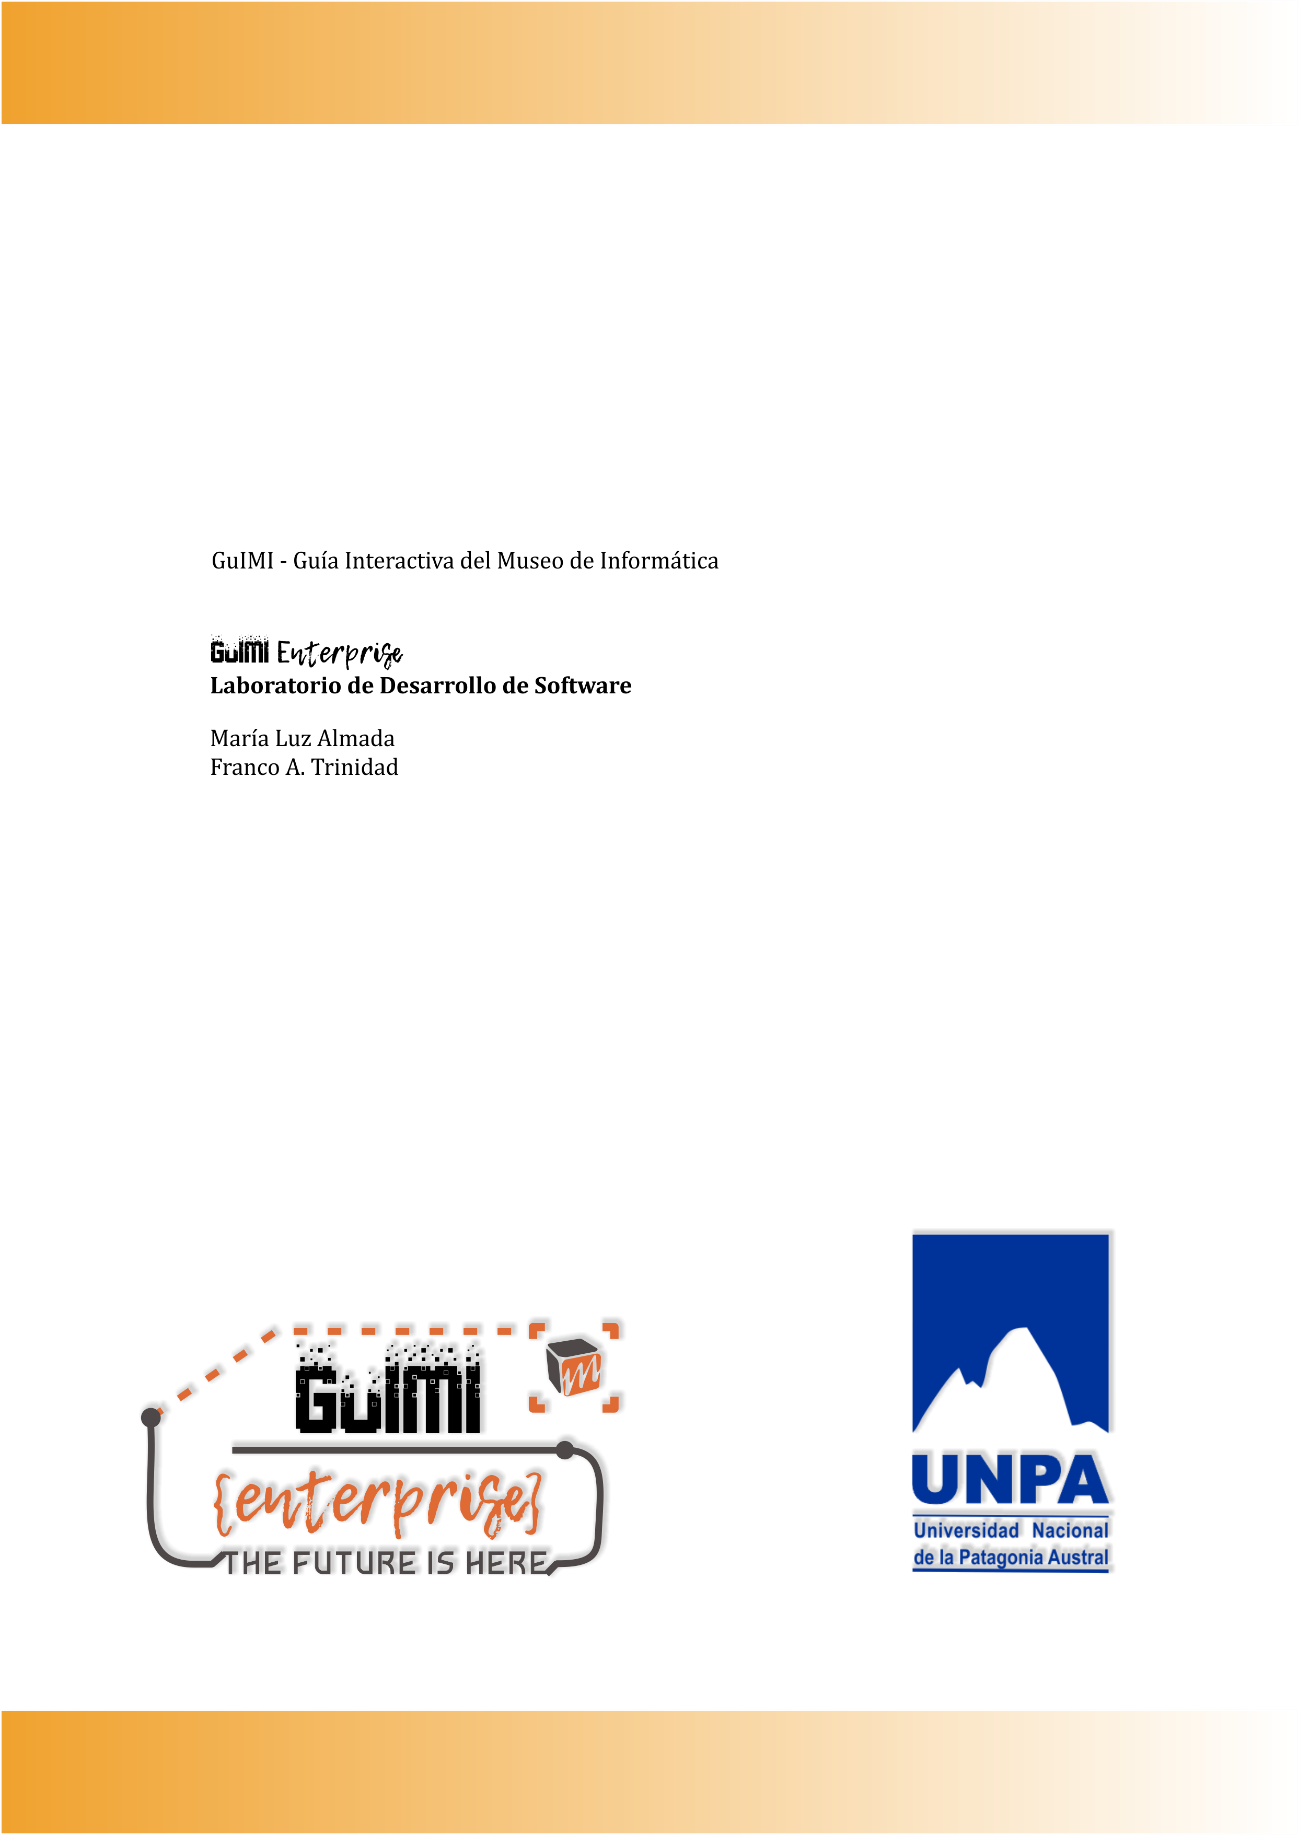 GuIMI - Guía Interactiva del Museo de Informática
GuIMI Enterprise
Laboratorio de Desarrollo de Software
María Luz Almada
Franco A. Trinidad
GuIMI
{enterprise}
THE FUTURE IS HERE
UNPA
Universidad Nacional
de la Patagonia Austral